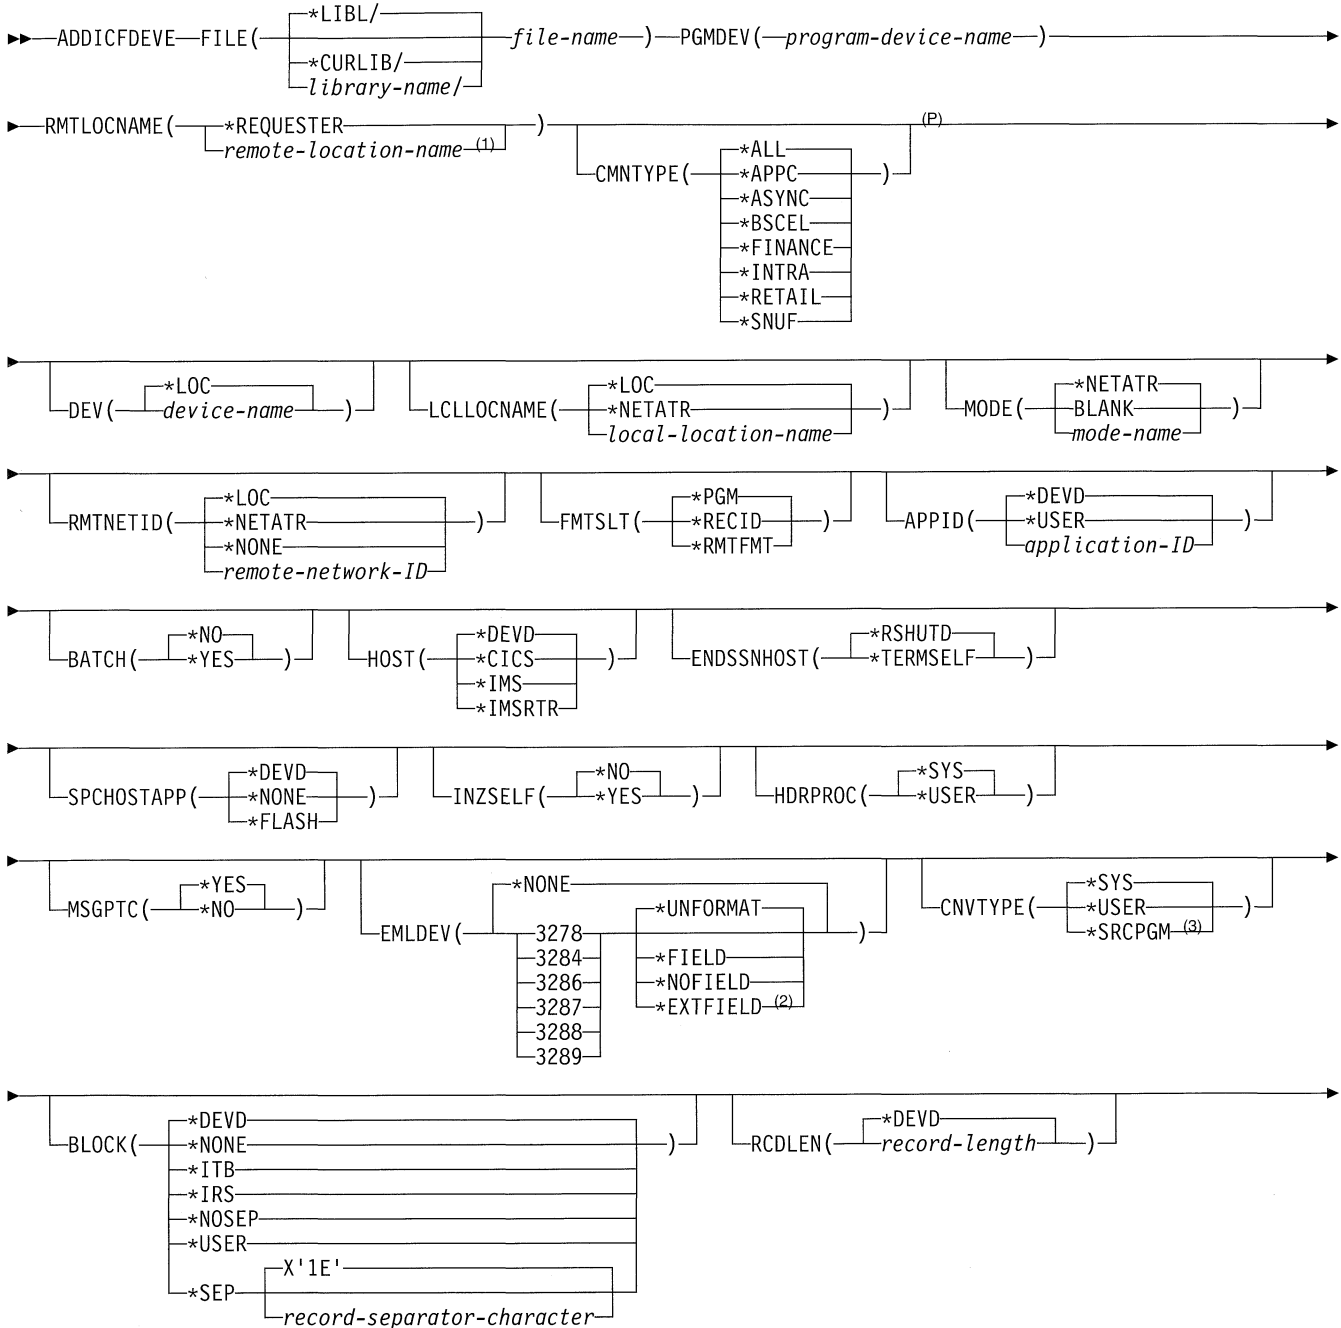 *LIBL/
ADDICFDEVE FILE( file-name ) PGMDEV( program-device-name )
*CURLIB/
library-name/
RMTLOCNAME( *REQUESTER ) (P)
remote-location-name (1)
CMNTYPE( *ALL )
*APPC
*ASYNC
*BSCEL
*FINANCE
*INTRA
*RETAIL
*SNUF
DEV( *LOC )
device-name
LCLLOCNAME( *LOC )
*NETATR
local-location-name
MODE( *NETATR )
BLANK
mode-name
RMTNETID( *LOC )
*NETATR
*NONE
remote-network-ID
FMTSLT( *PGM )
*RECID
*RMTFMT
APPID( *DEVD )
*USER
application-ID
BATCH( *NO )
*YES
HOST( *DEVD )
*CICS
*IMS
*IMSRTR
ENDSSNHOST( *RSHUTD )
*TERMSELF
SPCHOSTAPP( *DEVD )
*NONE
*FLASH
INZSELF( *NO )
*YES
HDRPROC( *SYS )
*USER
MSGPTC( *YES )
*NO
EMLDEV( *NONE )
3278
3284
3286
3287
3288
3289
*UNFORMAT
*FIELD
*NOFIELD
*EXTFIELD (2)
CNVTYPE( *SYS )
*USER
*SRCPGM (3)
BLOCK( *DEVD )
*NONE
*ITB
*IRS
*NOSEP
*USER
*SEP X'1E'
record-separator-character
RCDLEN( *DEVD )
record-length